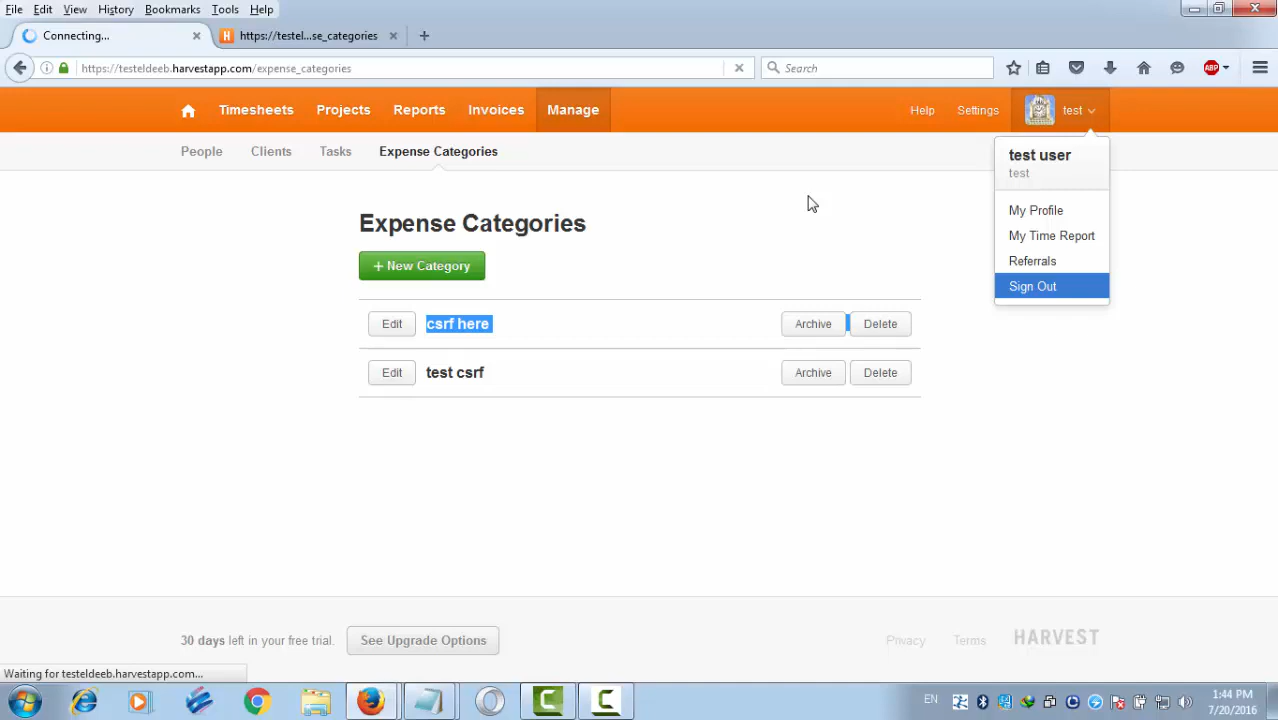 File Edit View History Bookmarks Tools Help
Connecting...
https://testel...se_categories
https://testeldeeb.harvestapp.com/expense_categories
Search
ABP
Timesheets Projects Reports Invoices Manage
Help Settings test
People Clients Tasks Expense Categories
test user
test
My Profile
My Time Report
Referrals
Sign Out
Expense Categories
+ New Category
Edit csrf here Archive Delete
Edit test csrf Archive Delete
30 days left in your free trial. See Upgrade Options
Privacy Terms HARVEST
Waiting for testeldeeb.harvestapp.com...
EN
1:44 PM
7/20/2016